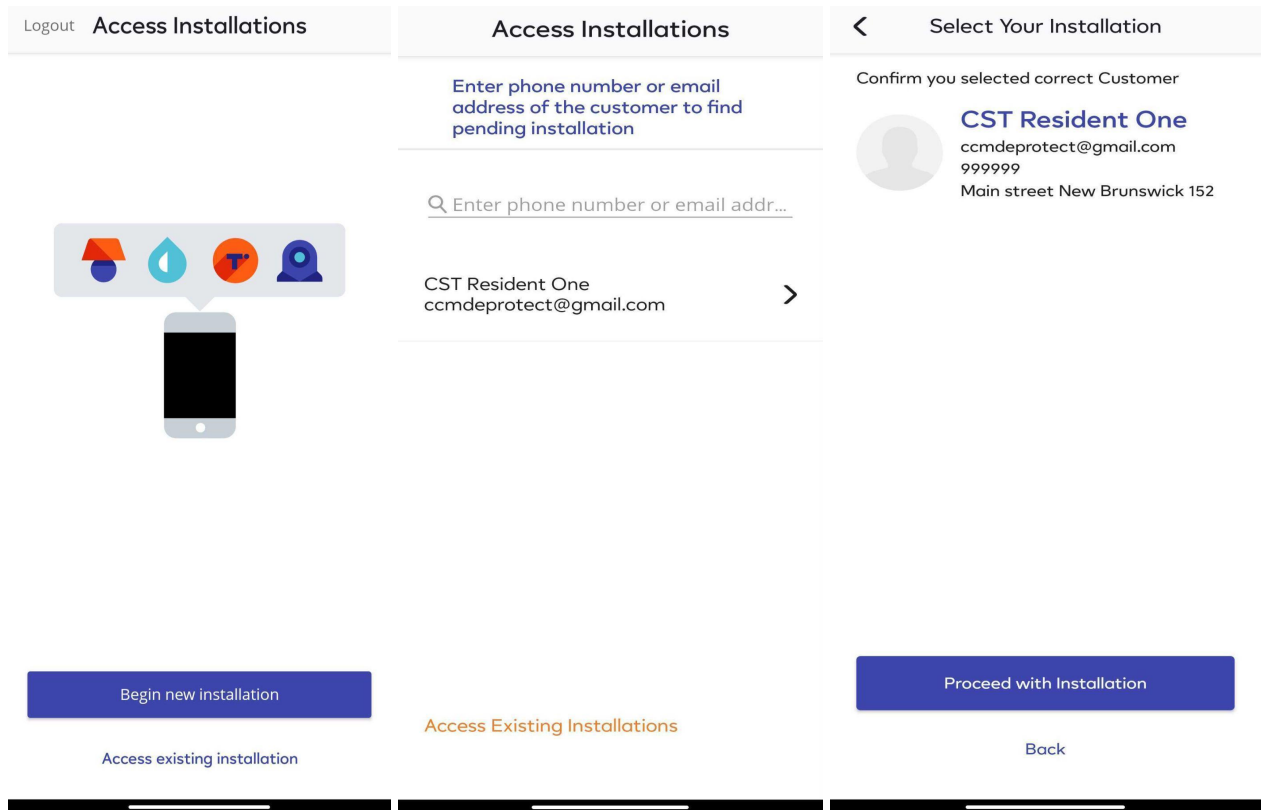 Logout Access Installations
Begin new installation
Access existing installation
Access Installations
Enter phone number or email
address of the customer to find
pending installation
Enter phone number or email addr...
CST Resident One
ccmdeprotect@gmail.com
Access Existing Installations
Select Your Installation
Confirm you selected correct Customer
CST Resident One
ccmdeprotect@gmail.com
999999
Main street New Brunswick 152
Proceed with Installation
Back